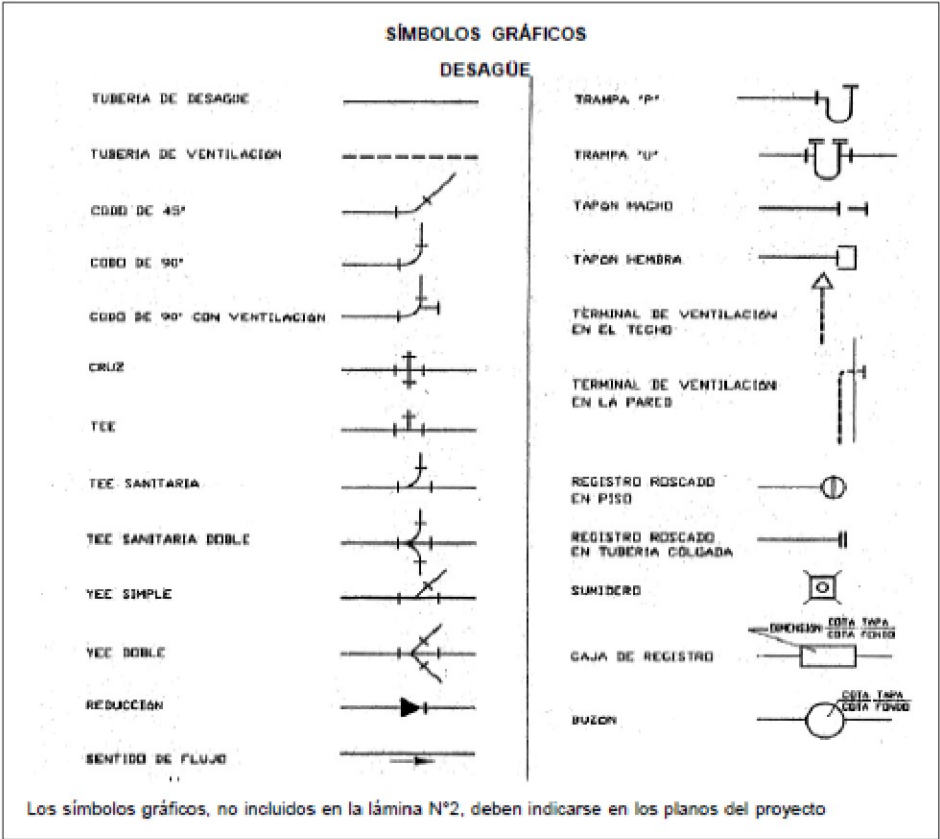 SÍMBOLOS GRÁFICOS
DESAGÜE
TUBERIA DE DESAGUE
TUBERIA DE VENTILACION
CODO DE 45°
CODO DE 90°
CODO DE 90° CON VENTILACION
CRUZ
TEE
TEE SANITARIA
TEE SANITARIA DOBLE
YEE SIMPLE
YEE DOBLE
REDUCCION
SENTIDO DE FLUJO
TRAMPA "P"
TRAMPA "U"
TAPON MACHO
TAPON HEMBRA
TERMINAL DE VENTILACION
EN EL TECHO
TERMINAL DE VENTILACION
EN LA PARED
REGISTRO ROSCADO
EN PISO
REGISTRO ROSCADO
EN TUBERIA COLGADA
SUMIDERO
DIMENSION COTA TAPA
COTA FONDO
CAJA DE REGISTRO
COTA TAPA
COTA FONDO
BUZON
Los símbolos gráficos, no incluidos en la lámina N°2, deben indicarse en los planos del proyecto